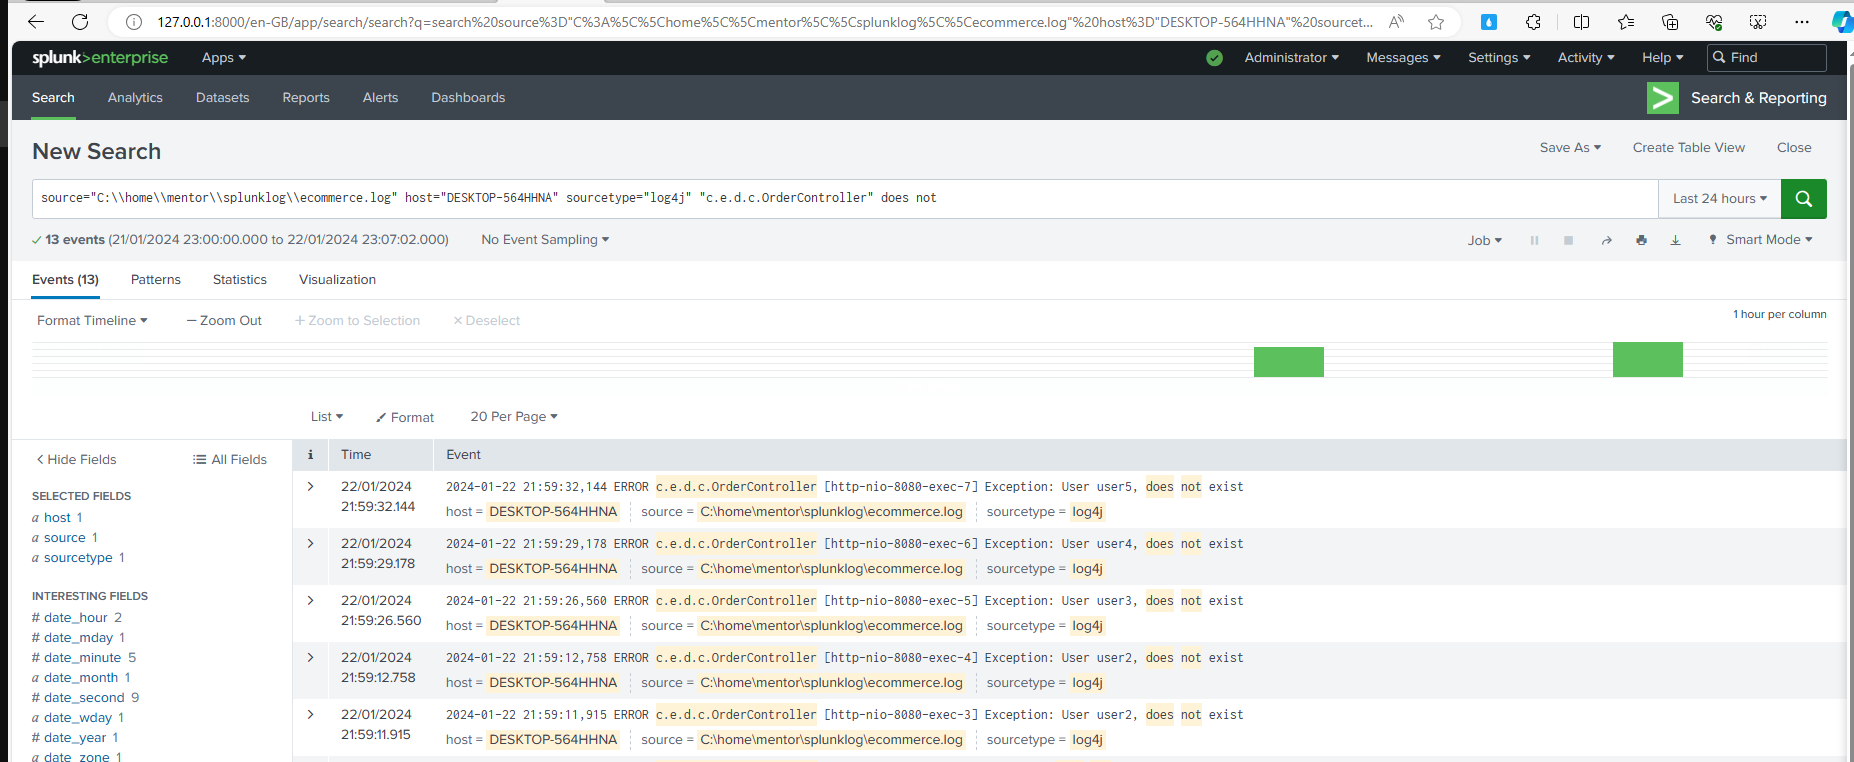 127.0.0.1:8000/en-GB/app/search/search?q=search%20source%3D"C%3A%5C%5Chome%5C%5Cmentor%5C%5Csplunklog%5C%5Cecommerce.log"%20host%3D"DESKTOP-564HHNA"%20sourcet...
splunk>enterprise Apps Administrator Messages Settings Activity Help Find
Search Analytics Datasets Reports Alerts Dashboards Search & Reporting
New Search Save As Create Table View Close
source="C:\\home\\mentor\\splunklog\\ecommerce.log" host="DESKTOP-564HHNA" sourcetype="log4j" "c.e.d.c.OrderController" does not Last 24 hours
13 events (21/01/2024 23:00:00.000 to 22/01/2024 23:07:02.000) No Event Sampling Job Smart Mode
Events (13) Patterns Statistics Visualization
Format Timeline — Zoom Out + Zoom to Selection × Deselect 1 hour per column
List Format 20 Per Page
< Hide Fields All Fields
SELECTED FIELDS
a host 1
a source 1
a sourcetype 1
INTERESTING FIELDS
# date_hour 2
# date_mday 1
# date_minute 5
a date_month 1
# date_second 9
a date_wday 1
# date_year 1
a date_zone 1
i Time Event
> 22/01/2024 21:59:32.144 2024-01-22 21:59:32,144 ERROR c.e.d.c.OrderController [http-nio-8080-exec-7] Exception: User user5, does not exist
host = DESKTOP-564HHNA source = C:\home\mentor\splunklog\ecommerce.log sourcetype = log4j
> 22/01/2024 21:59:29.178 2024-01-22 21:59:29,178 ERROR c.e.d.c.OrderController [http-nio-8080-exec-6] Exception: User user4, does not exist
host = DESKTOP-564HHNA source = C:\home\mentor\splunklog\ecommerce.log sourcetype = log4j
> 22/01/2024 21:59:26.560 2024-01-22 21:59:26,560 ERROR c.e.d.c.OrderController [http-nio-8080-exec-5] Exception: User user3, does not exist
host = DESKTOP-564HHNA source = C:\home\mentor\splunklog\ecommerce.log sourcetype = log4j
> 22/01/2024 21:59:12.758 2024-01-22 21:59:12,758 ERROR c.e.d.c.OrderController [http-nio-8080-exec-4] Exception: User user2, does not exist
host = DESKTOP-564HHNA source = C:\home\mentor\splunklog\ecommerce.log sourcetype = log4j
> 22/01/2024 21:59:11.915 2024-01-22 21:59:11,915 ERROR c.e.d.c.OrderController [http-nio-8080-exec-3] Exception: User user2, does not exist
host = DESKTOP-564HHNA source = C:\home\mentor\splunklog\ecommerce.log sourcetype = log4j